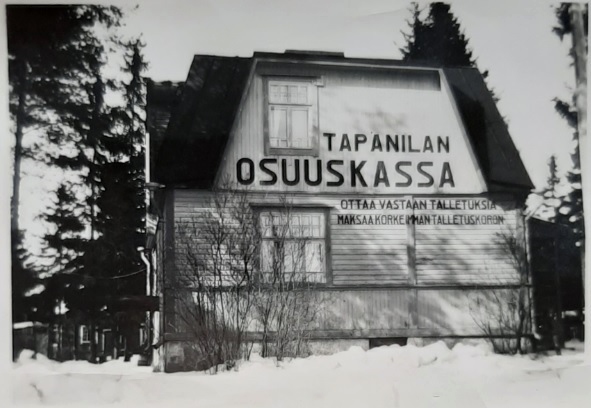 TAPANILAN
OSUUSKASSA
OTTAA VASTAAN TALLETUKSIA
MAKSAA KORKEIMMAN TALLETUSKORON